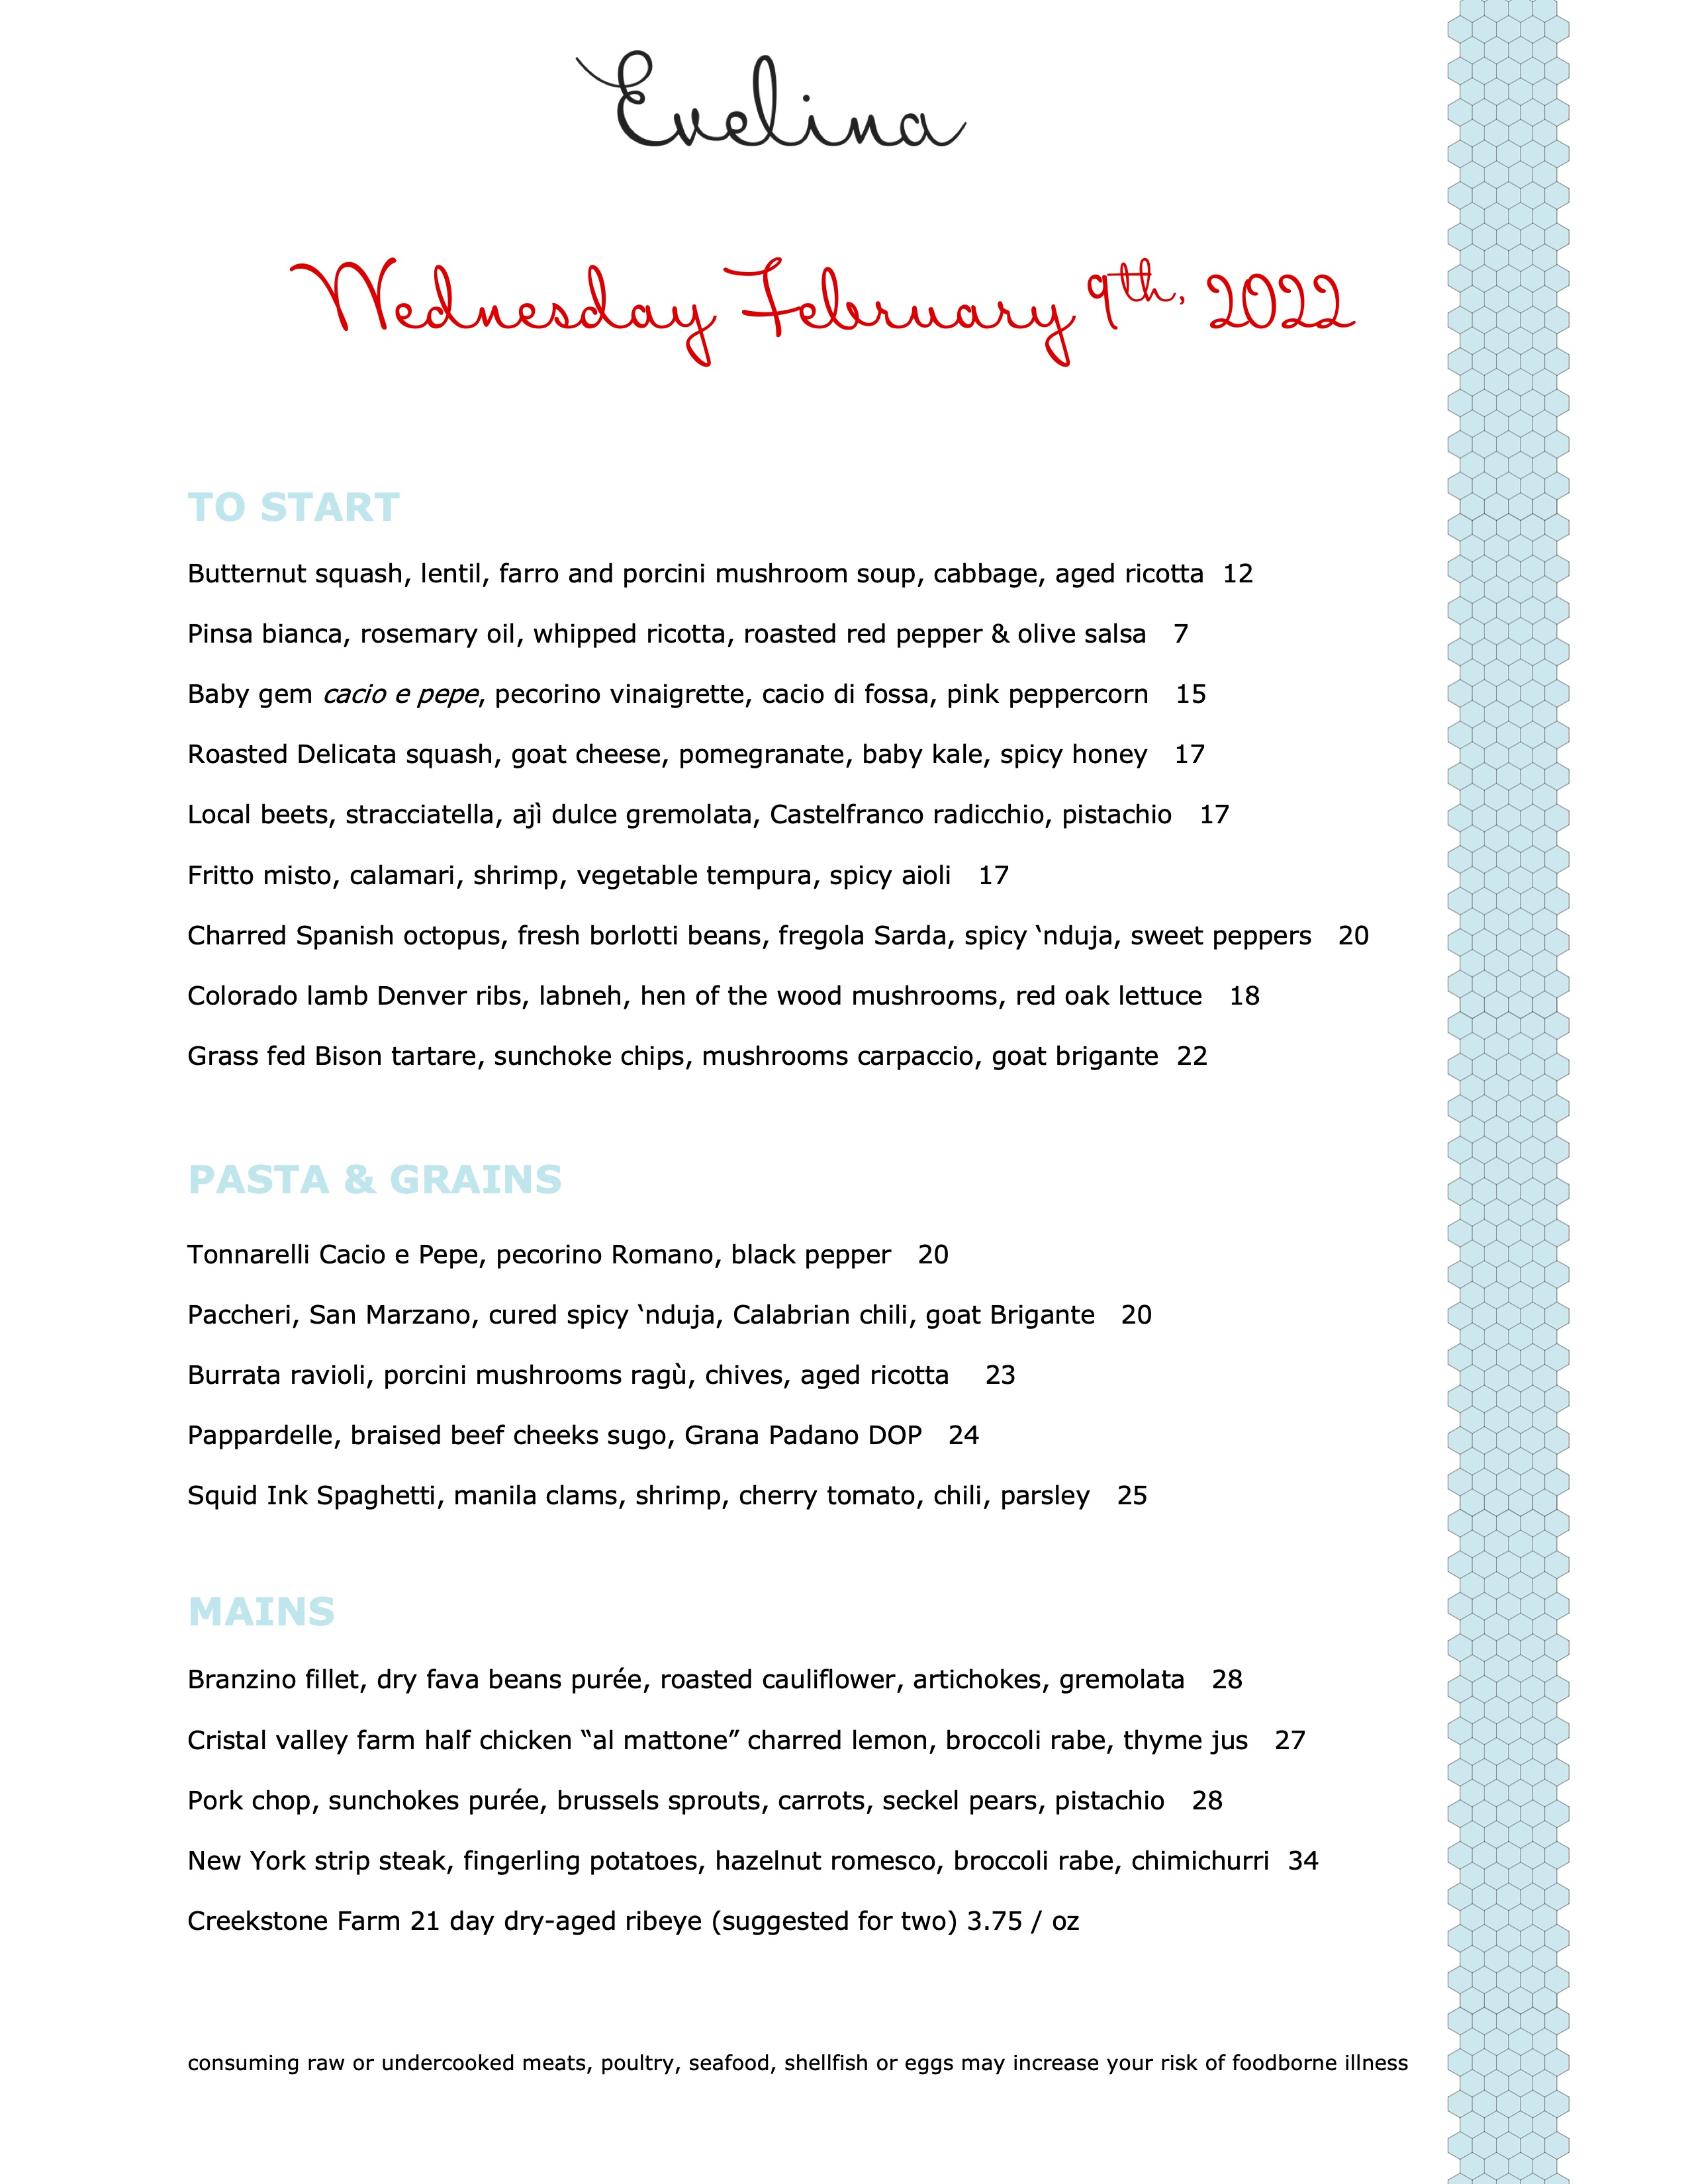 Evelina
Wednesday February 9th, 2022
TO START
Butternut squash, lentil, farro and porcini mushroom soup, cabbage, aged ricotta 12
Pinsa bianca, rosemary oil, whipped ricotta, roasted red pepper & olive salsa 7
Baby gem cacio e pepe, pecorino vinaigrette, cacio di fossa, pink peppercorn 15
Roasted Delicata squash, goat cheese, pomegranate, baby kale, spicy honey 17
Local beets, stracciatella, ajì dulce gremolata, Castelfranco radicchio, pistachio 17
Fritto misto, calamari, shrimp, vegetable tempura, spicy aioli 17
Charred Spanish octopus, fresh borlotti beans, fregola Sarda, spicy ‘nduja, sweet peppers 20
Colorado lamb Denver ribs, labneh, hen of the wood mushrooms, red oak lettuce 18
Grass fed Bison tartare, sunchoke chips, mushrooms carpaccio, goat brigante 22
PASTA & GRAINS
Tonnarelli Cacio e Pepe, pecorino Romano, black pepper 20
Paccheri, San Marzano, cured spicy ‘nduja, Calabrian chili, goat Brigante 20
Burrata ravioli, porcini mushrooms ragù, chives, aged ricotta 23
Pappardelle, braised beef cheeks sugo, Grana Padano DOP 24
Squid Ink Spaghetti, manila clams, shrimp, cherry tomato, chili, parsley 25
MAINS
Branzino fillet, dry fava beans purée, roasted cauliflower, artichokes, gremolata 28
Cristal valley farm half chicken “al mattone” charred lemon, broccoli rabe, thyme jus 27
Pork chop, sunchokes purée, brussels sprouts, carrots, seckel pears, pistachio 28
New York strip steak, fingerling potatoes, hazelnut romesco, broccoli rabe, chimichurri 34
Creekstone Farm 21 day dry-aged ribeye (suggested for two) 3.75 / oz
consuming raw or undercooked meats, poultry, seafood, shellfish or eggs may increase your risk of foodborne illness